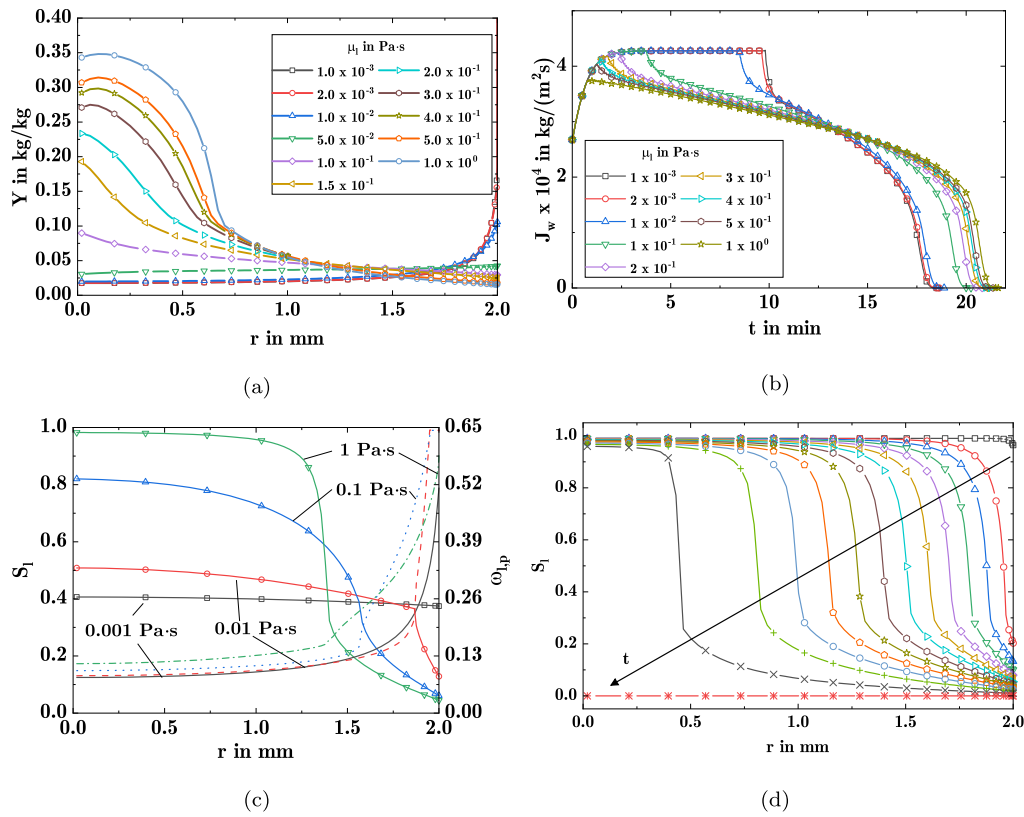 0.40
0.35
0.30
0.25
0.20
0.15
0.10
0.05
0.00
Y in kg/kg
μl in Pa·s
1.0 x 10⁻³ 2.0 x 10⁻¹
2.0 x 10⁻³ 3.0 x 10⁻¹
1.0 x 10⁻² 4.0 x 10⁻¹
5.0 x 10⁻² 5.0 x 10⁻¹
1.0 x 10⁻¹ 1.0 x 10⁰
1.5 x 10⁻¹
0.0 0.5 1.0 1.5 2.0
r in mm
(a)
4
2
0
J_w x 10⁴ in kg/(m²s)
μl in Pa·s
1 x 10⁻³ 3 x 10⁻¹
2 x 10⁻³ 4 x 10⁻¹
1 x 10⁻² 5 x 10⁻¹
1 x 10⁻¹ 1 x 10⁰
2 x 10⁻¹
0 5 10 15 20
t in min
(b)
1.0
0.8
0.6
0.4
0.2
0.0
S_l
1 Pa·s
0.1 Pa·s
0.001 Pa·s
0.01 Pa·s
0.65
0.52
0.39
0.26
0.13
0.00
ω_l,p
0.0 0.5 1.0 1.5 2.0
r in mm
(c)
1.0
0.8
0.6
0.4
0.2
0.0
S_l
t
0.0 0.5 1.0 1.5 2.0
r in mm
(d)